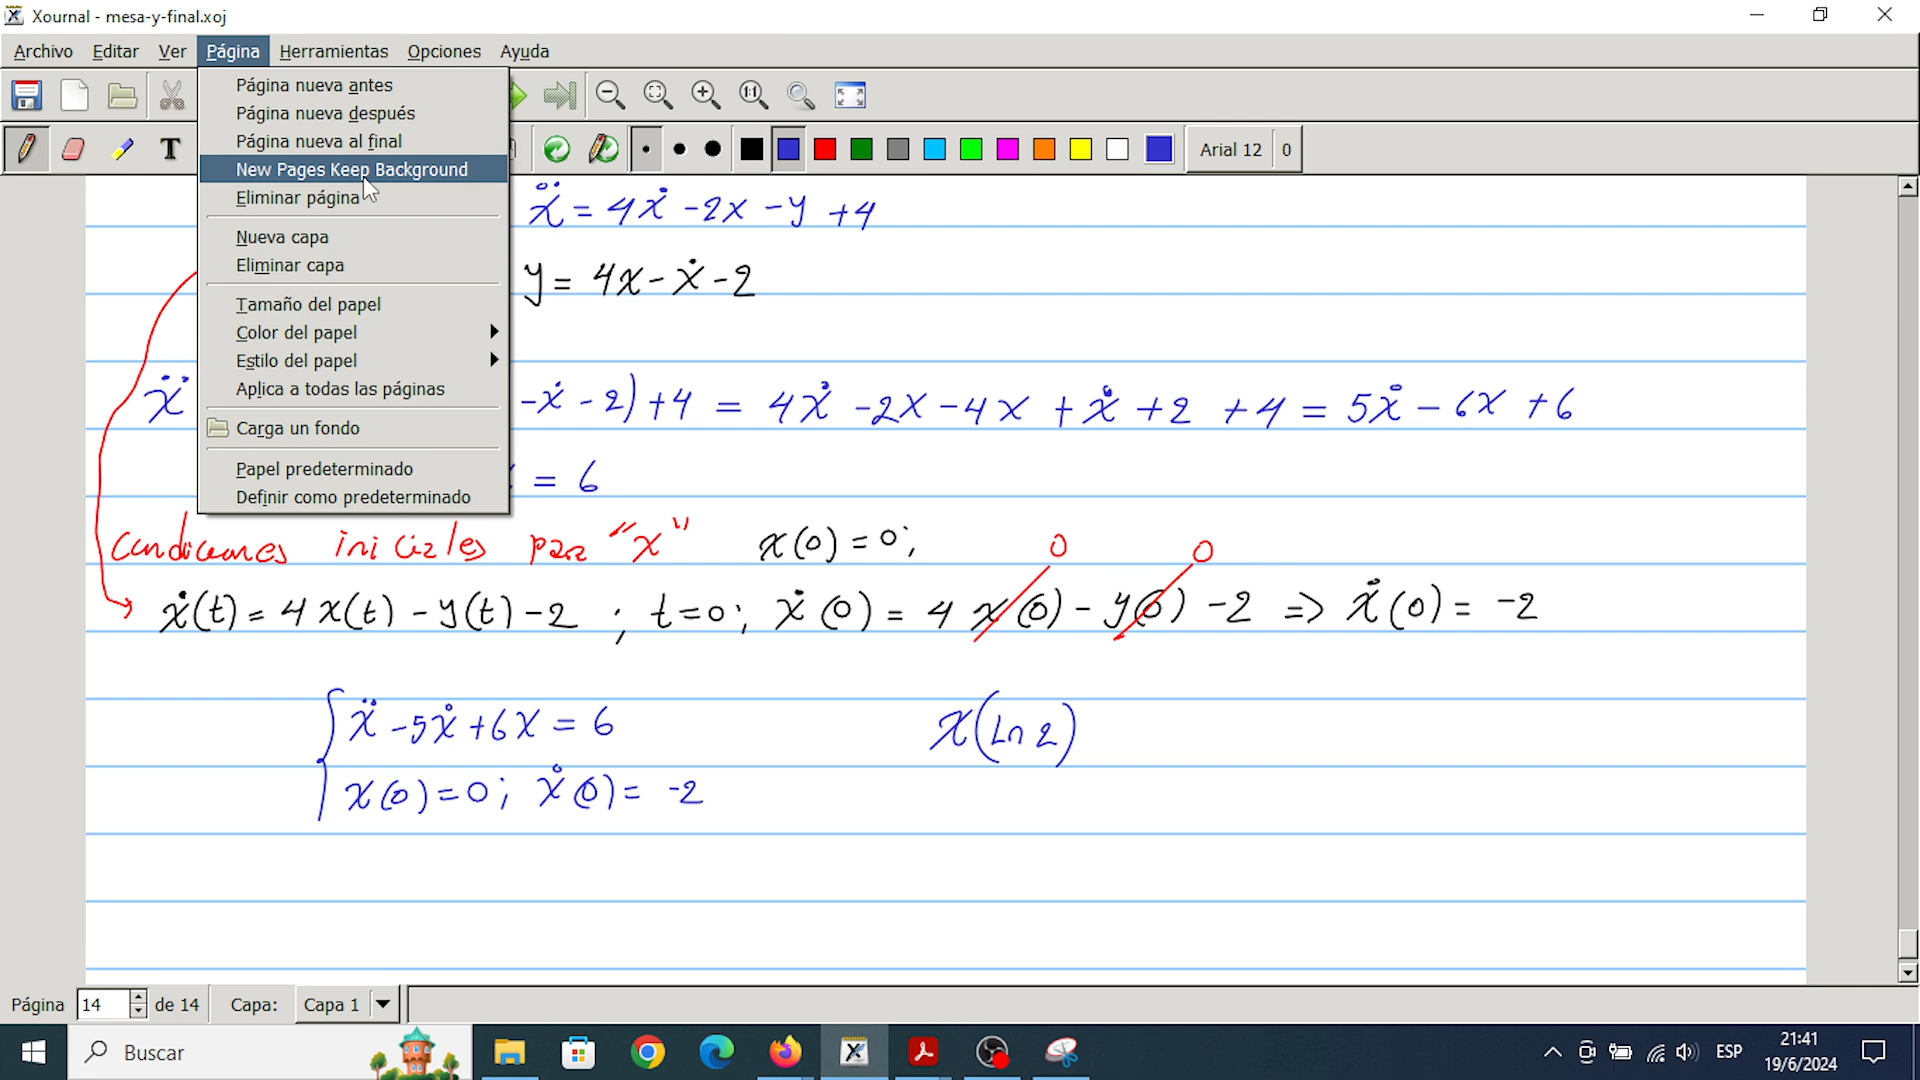 Xournal - mesa-y-final.xoj
Archivo Editar Ver Página Herramientas Opciones Ayuda
Página nueva antes
Página nueva después
Página nueva al final
New Pages Keep Background
Eliminar página
Nueva capa
Eliminar capa
Tamaño del papel
Color del papel
Estilo del papel
Aplica a todas las páginas
Carga un fondo
Papel predeterminado
Definir como predeterminado
T
Arial 12 0
ẍ = 4ẋ - 2x - y + 4
y = 4x - ẋ - 2
ẍ - ẋ - 2) + 4 = 4ẋ - 2x - 4x + ẋ + 2 + 4 = 5ẋ - 6x + 6
= 6
Condiciones iniciales para "x" x(0) = 0;
0 0
ẋ(t) = 4x(t) - y(t) - 2 ; t=0; ẋ(0) = 4x(0) - y(0) - 2 => ẋ(0) = -2
ẍ - 5ẋ + 6x = 6 x(Ln 2)
x(0) = 0; ẋ(0) = -2
Página 14 de 14 Capa: Capa 1
Buscar
ESP
21:41
19/6/2024